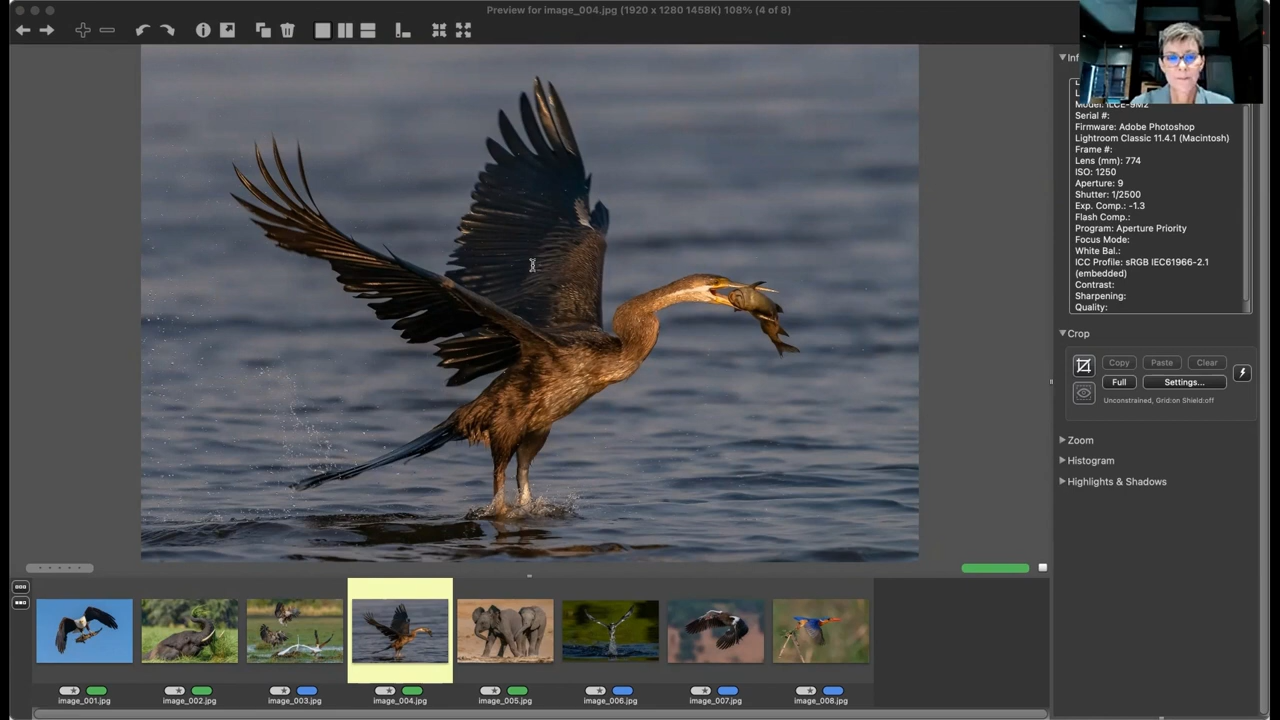 Preview for image_004.jpg (1920 x 1280 1458K) 108% (4 of 8)
Model: ILCE-9M2
Serial #:
Firmware: Adobe Photoshop
Lightroom Classic 11.4.1 (Macintosh)
Frame #:
Lens (mm): 774
ISO: 1250
Aperture: 9
Shutter: 1/2500
Exp. Comp.: -1.3
Flash Comp.:
Program: Aperture Priority
Focus Mode:
White Bal.:
ICC Profile: sRGB IEC61966-2.1
(embedded)
Contrast:
Sharpening:
Quality:
Crop
Copy Paste Clear
Full Settings...
Unconstrained, Grid:on Shield:off
Zoom
Histogram
Highlights & Shadows
image_001.jpg image_002.jpg image_003.jpg image_004.jpg image_005.jpg image_006.jpg image_007.jpg image_008.jpg